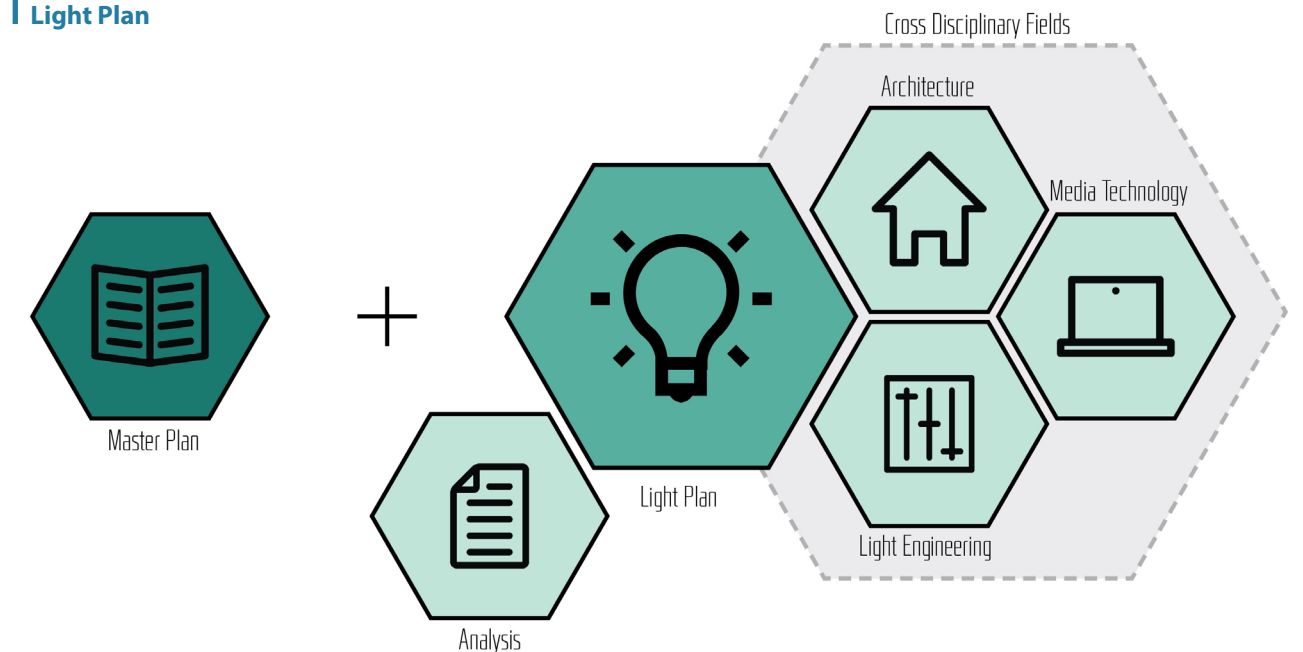 Light Plan
Cross Disciplinary Fields
Architecture
Media Technology
Master Plan
Light Plan
Light Engineering
Analysis